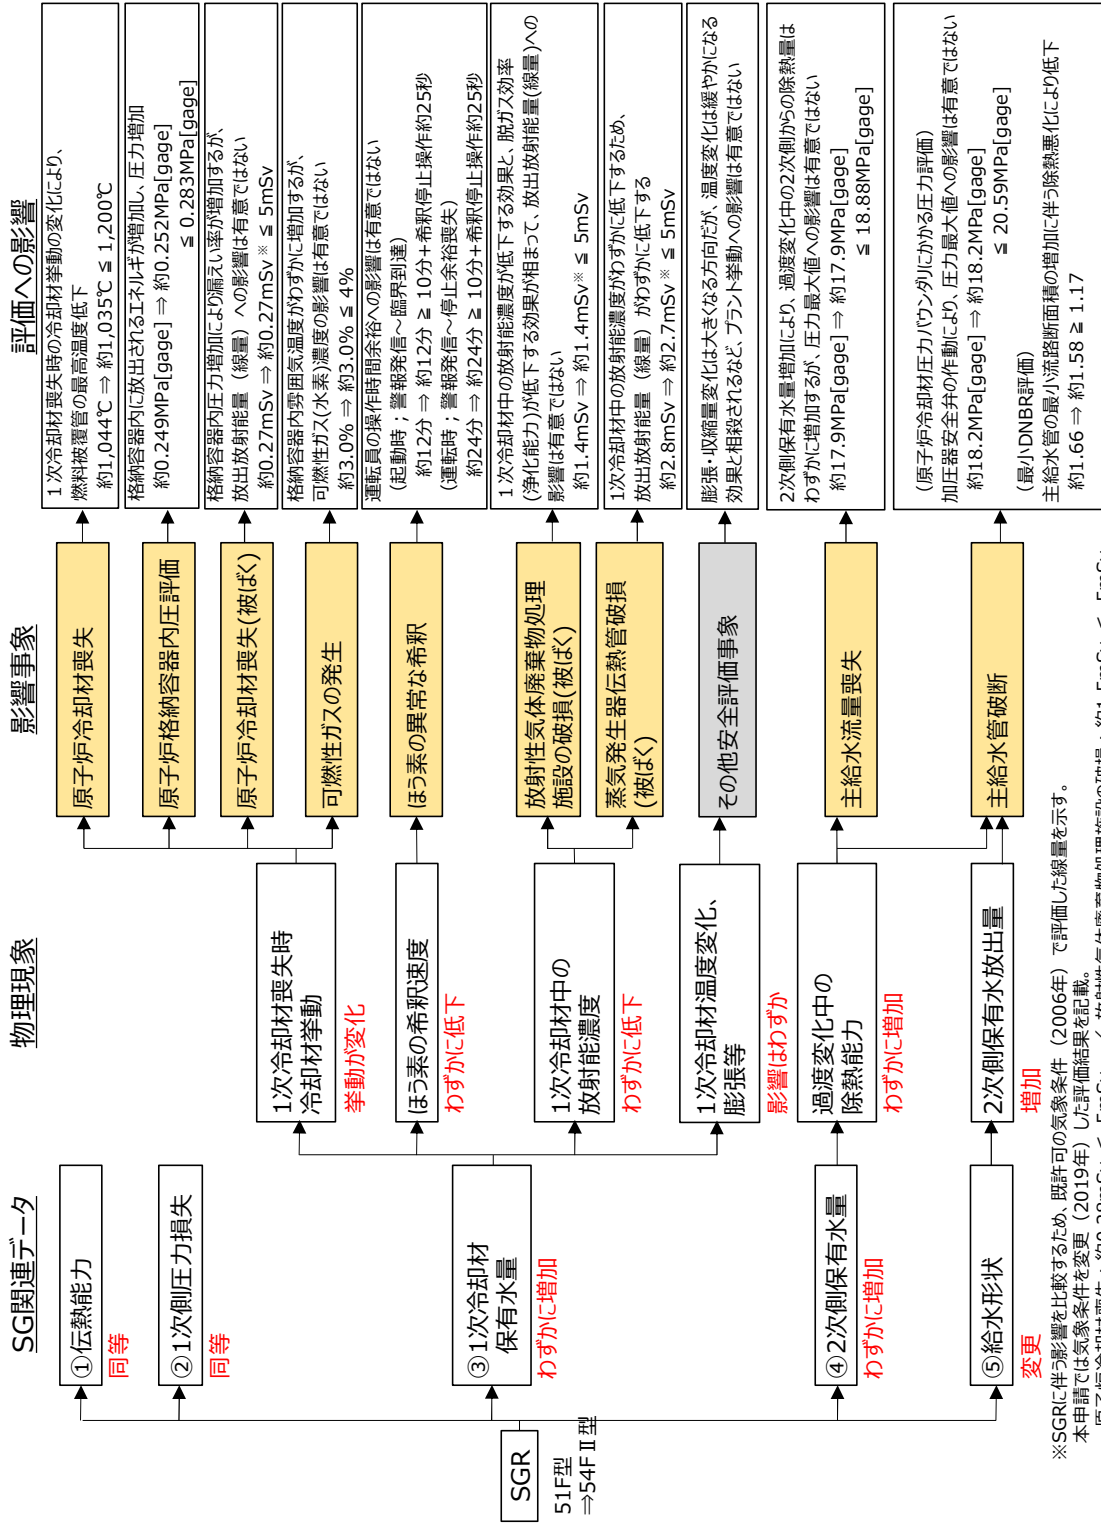 SG関連データ
物理現象
影響事象
評価への影響
SGR
51F型
⇒54FⅡ型
①伝熱能力
同等
②1次側圧力損失
同等
③1次冷却材
保有水量
わずかに増加
④2次側保有水量
わずかに増加
⑤給水形状
変更
1次冷却材喪失時
冷却材挙動
挙動が変化
ほう素の希釈速度
わずかに低下
1次冷却材中の
放射能濃度
わずかに低下
1次冷却材温度変化、
膨張等
影響はわずか
過渡変化中の
除熱能力
わずかに増加
2次側保有水放出量
増加
原子炉冷却材喪失
原子炉格納容器内圧評価
原子炉冷却材喪失(被ばく)
可燃性ガスの発生
ほう素の異常な希釈
放射性気体廃棄物処理
施設の破損(被ばく)
蒸気発生器伝熱管破損
(被ばく)
その他安全評価事象
主給水流量喪失
主給水管破断
1次冷却材喪失時の冷却材挙動の変化により、
燃料被覆管の最高温度低下
約1,044℃ ⇒ 約1,035℃ ≦ 1,200℃
格納容器内に放出されるエネルギが増加し、圧力増加
約0.249MPa[gage] ⇒ 約0.252MPa[gage]
≦ 0.283MPa[gage]
格納容器内圧力増加により漏えい率が増加するが、
放出放射能量（線量）への影響は有意ではない
約0.27mSv ⇒ 約0.27mSv※ ≦ 5mSv
格納容器内雰囲気温度がわずかに増加するが、
可燃性ガス(水素)濃度の影響は有意ではない
約3.0% ⇒ 約3.0% ≦ 4%
運転員の操作時間余裕への影響は有意ではない
(起動時；警報発信～臨界到達)
約12分 ⇒ 約12分 ≧ 10分+希釈停止操作約25秒
(運転時；警報発信～停止余裕喪失)
約24分 ⇒ 約24分 ≧ 10分+希釈停止操作約25秒
1次冷却材中の放射能濃度が低下する効果と、脱ガス効率
(浄化能力)が低下する効果が相まって、放出放射能量(線量)への
影響は有意ではない
約1.4mSv ⇒ 約1.4mSv※ ≦ 5mSv
1次冷却材中の放射能濃度がわずかに低下するため、
放出放射能量（線量）がわずかに低下する
約2.8mSv ⇒ 約2.7mSv※ ≦ 5mSv
膨張・収縮量変化は大きくなる方向だが、温度変化は緩やかになる
効果と相殺されるなど、プラント挙動への影響は有意ではない
2次側保有水量増加により、過渡変化中の2次側からの除熱量は
わずかに増加するが、圧力最大値への影響は有意ではない
約17.9MPa[gage] ⇒ 約17.9MPa[gage]
≦ 18.88MPa[gage]
(原子炉冷却材圧力バウンダリにかかる圧力評価)
加圧器安全弁の作動により、圧力最大値への影響は有意ではない
約18.2MPa[gage] ⇒ 約18.2MPa[gage]
≦ 20.59MPa[gage]
(最小DNBR評価)
主給水管の最小流路断面積の増加に伴う除熱悪化により低下
約1.66 ⇒ 約1.58 ≧ 1.17
※SGRに伴う影響を比較するため、既許可の気象条件（2006年）で評価した線量を示す。
本申請では気象条件を変更（2019年）した評価結果を記載。